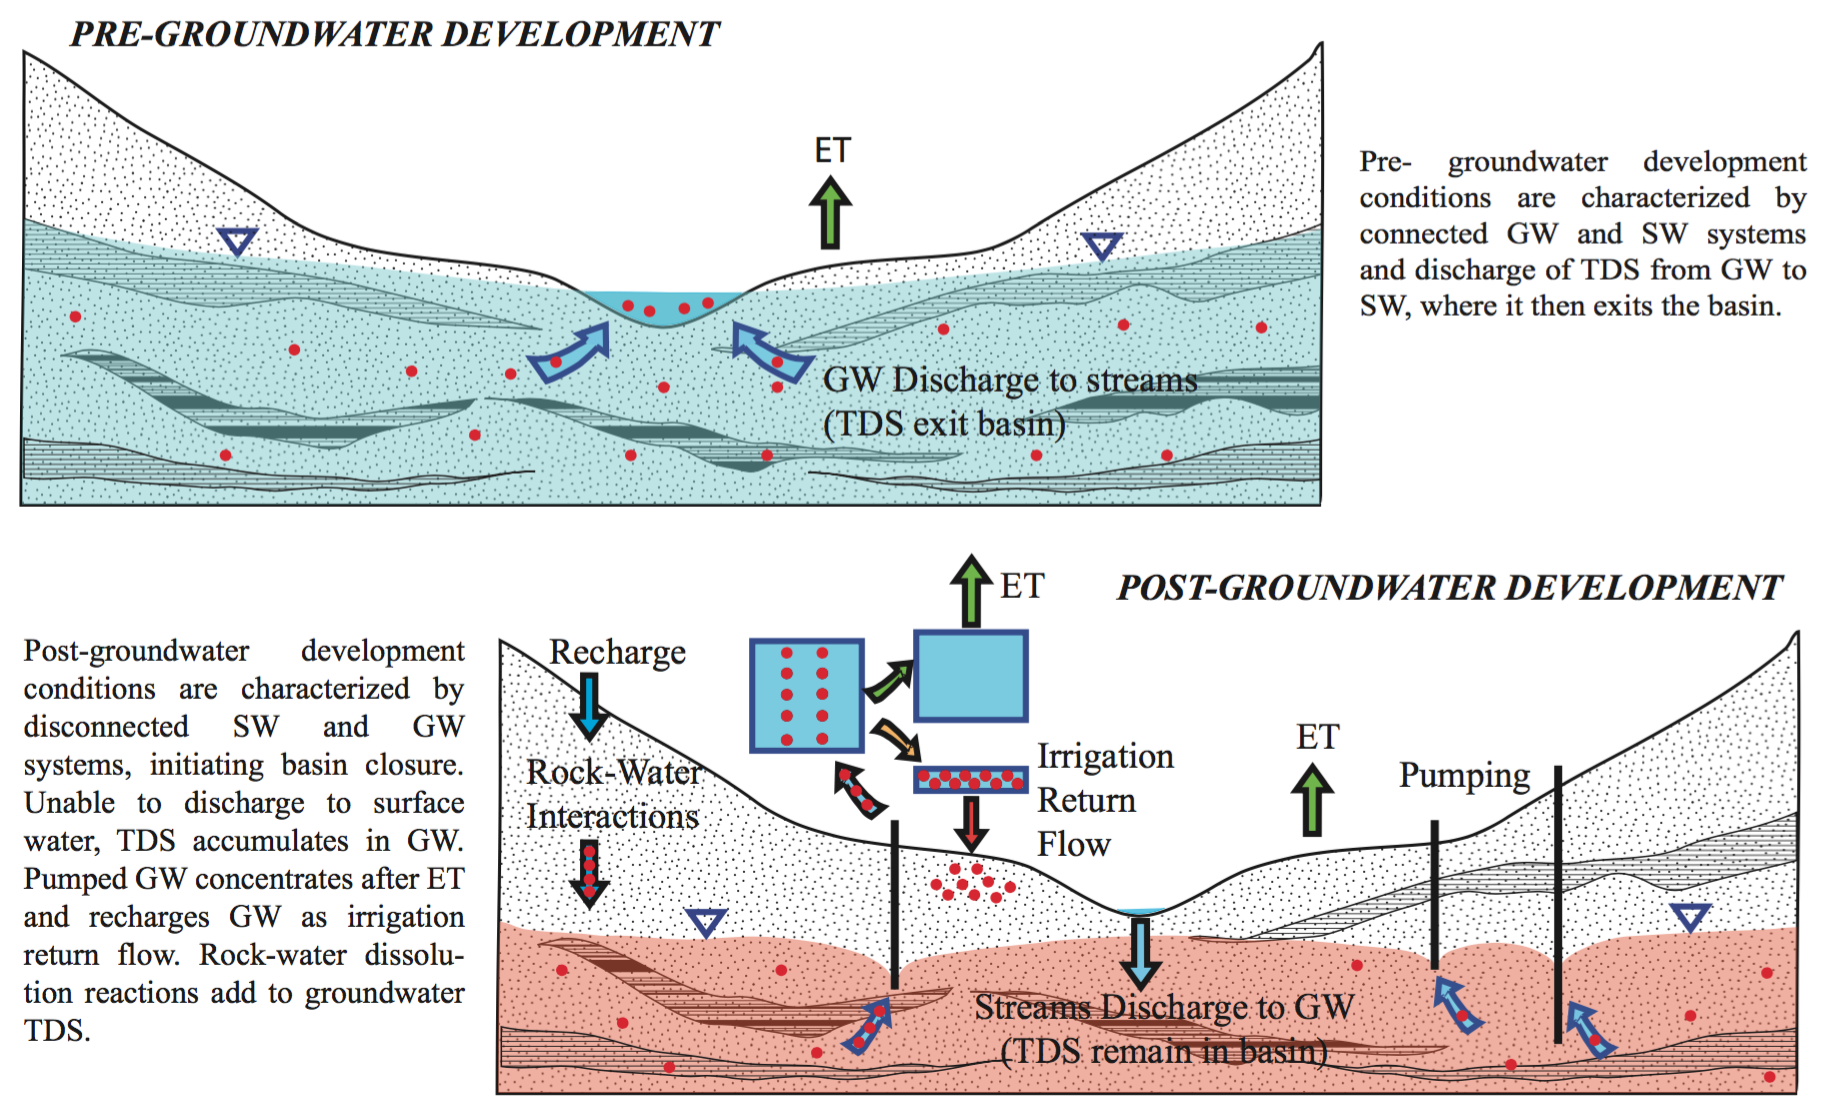 PRE-GROUNDWATER DEVELOPMENT
ET
GW Discharge to streams
(TDS exit basin)
Pre- groundwater development
conditions are characterized by
connected GW and SW systems
and discharge of TDS from GW to
SW, where it then exits the basin.
POST-GROUNDWATER DEVELOPMENT
Post-groundwater development
conditions are characterized by
disconnected SW and GW
systems, initiating basin closure.
Unable to discharge to surface
water, TDS accumulates in GW.
Pumped GW concentrates after ET
and recharges GW as irrigation
return flow. Rock-water dissolu-
tion reactions add to groundwater
TDS.
Recharge
Rock-Water
Interactions
ET
Irrigation
Return
Flow
ET
Pumping
Streams Discharge to GW
(TDS remain in basin)